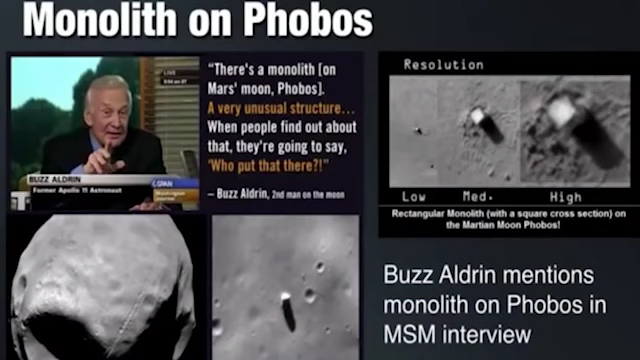 Monolith on Phobos
LIVE
BUZZ ALDRIN
Former Apollo 11 Astronaut
C-SPAN
Washington
"There's a monolith [on
Mars' moon, Phobos].
A very unusual structure...
When people find out about
that, they're going to say,
'Who put that there?!"
– Buzz Aldrin, 2nd man on the moon
Resolution
Low Med. High
Rectangular Monolith (with a square cross section) on
the Martian Moon Phobos!
Buzz Aldrin mentions
monolith on Phobos in
MSM interview